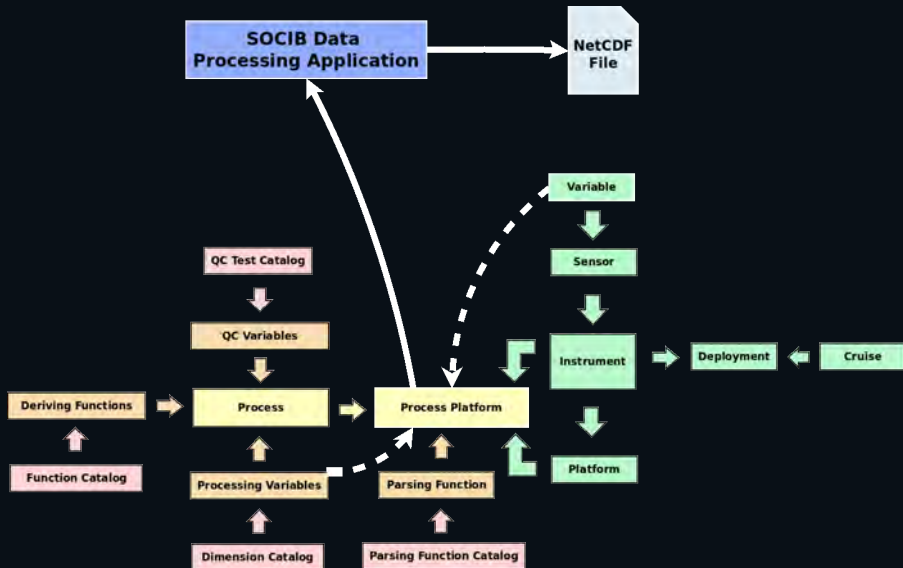 SOCIB Data
Processing Application
NetCDF
File
Variable
QC Test Catalog
Sensor
QC Variables
Instrument
Deployment
Cruise
Deriving Functions
Process
Process Platform
Function Catalog
Processing Variables
Parsing Function
Platform
Dimension Catalog
Parsing Function Catalog